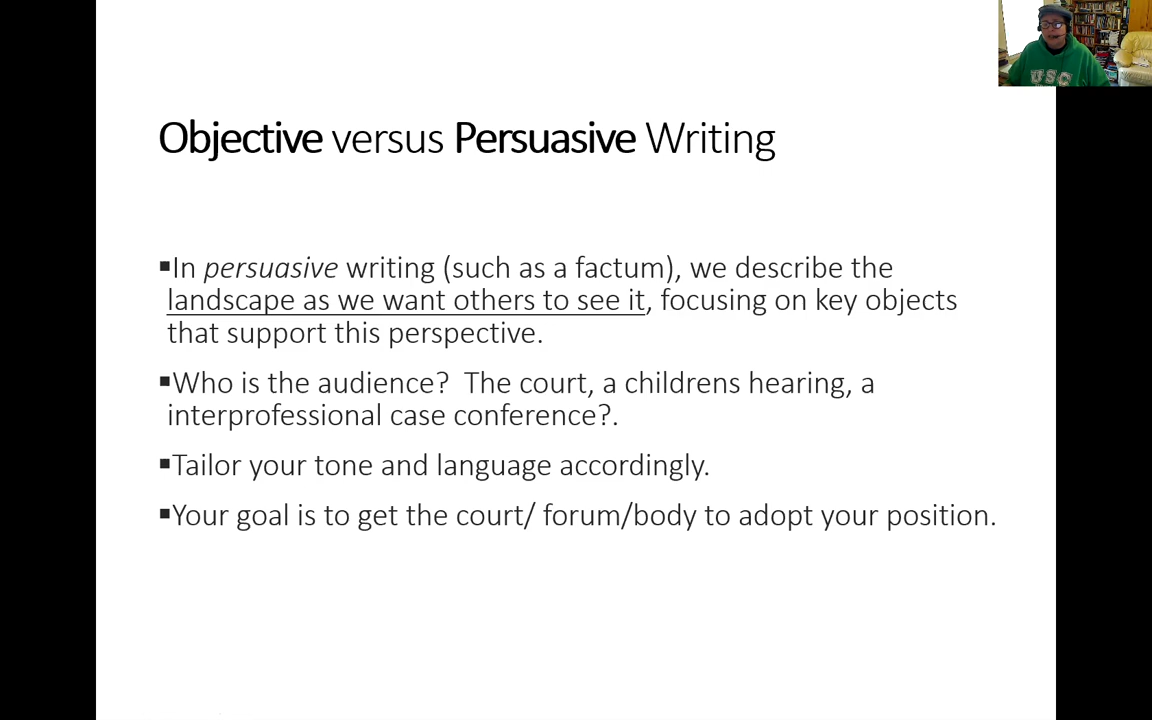 Objective versus Persuasive Writing
▪In persuasive writing (such as a factum), we describe the
landscape as we want others to see it, focusing on key objects
that support this perspective.
▪Who is the audience?  The court, a childrens hearing, a
interprofessional case conference?.
▪Tailor your tone and language accordingly.
▪Your goal is to get the court/ forum/body to adopt your position.
USC